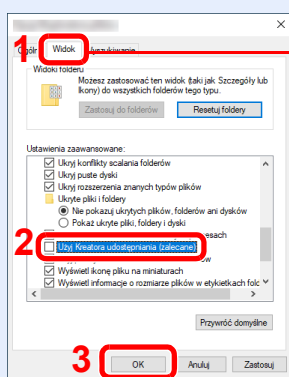 1
Widok
Widoki folderu
Możesz zastosować ten widok (taki jak Szczegóły lub
Ikony) do wszystkich folderów tego typu.
Zastosuj do folderów
Resetuj foldery
Ustawienia zaawansowane:
Ukryj konflikty scalania folderów
Ukryj puste dyski
Ukryj rozszerzenia znanych typów plików
Ukryte pliki i foldery
Nie pokazuj ukrytych plików, folderów ani dysków
Pokaż ukryte pliki, foldery i dyski
2
Użyj Kreatora udostępniania (zalecane)
Wyświetl ikonę pliku na miniaturach
Wyświetl informacje o rozmiarze plików w etykietkach folc
Przywróć domyślne
3
OK
Anuluj
Zastosuj